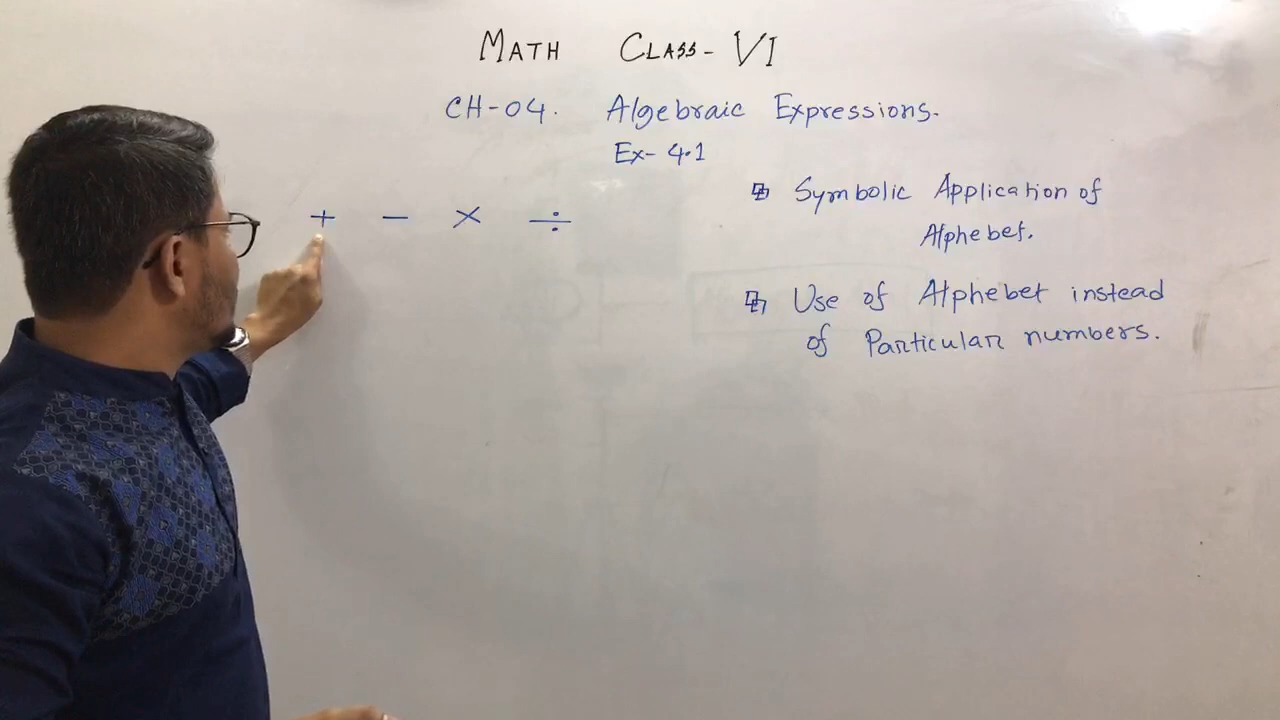 MATH CLASS-VI
CH-04. Algebraic Expressions.
Ex-4.1
+ − × ÷
Symbolic Application of
Alphebet.
Use of Alphebet instead
of Particular numbers.